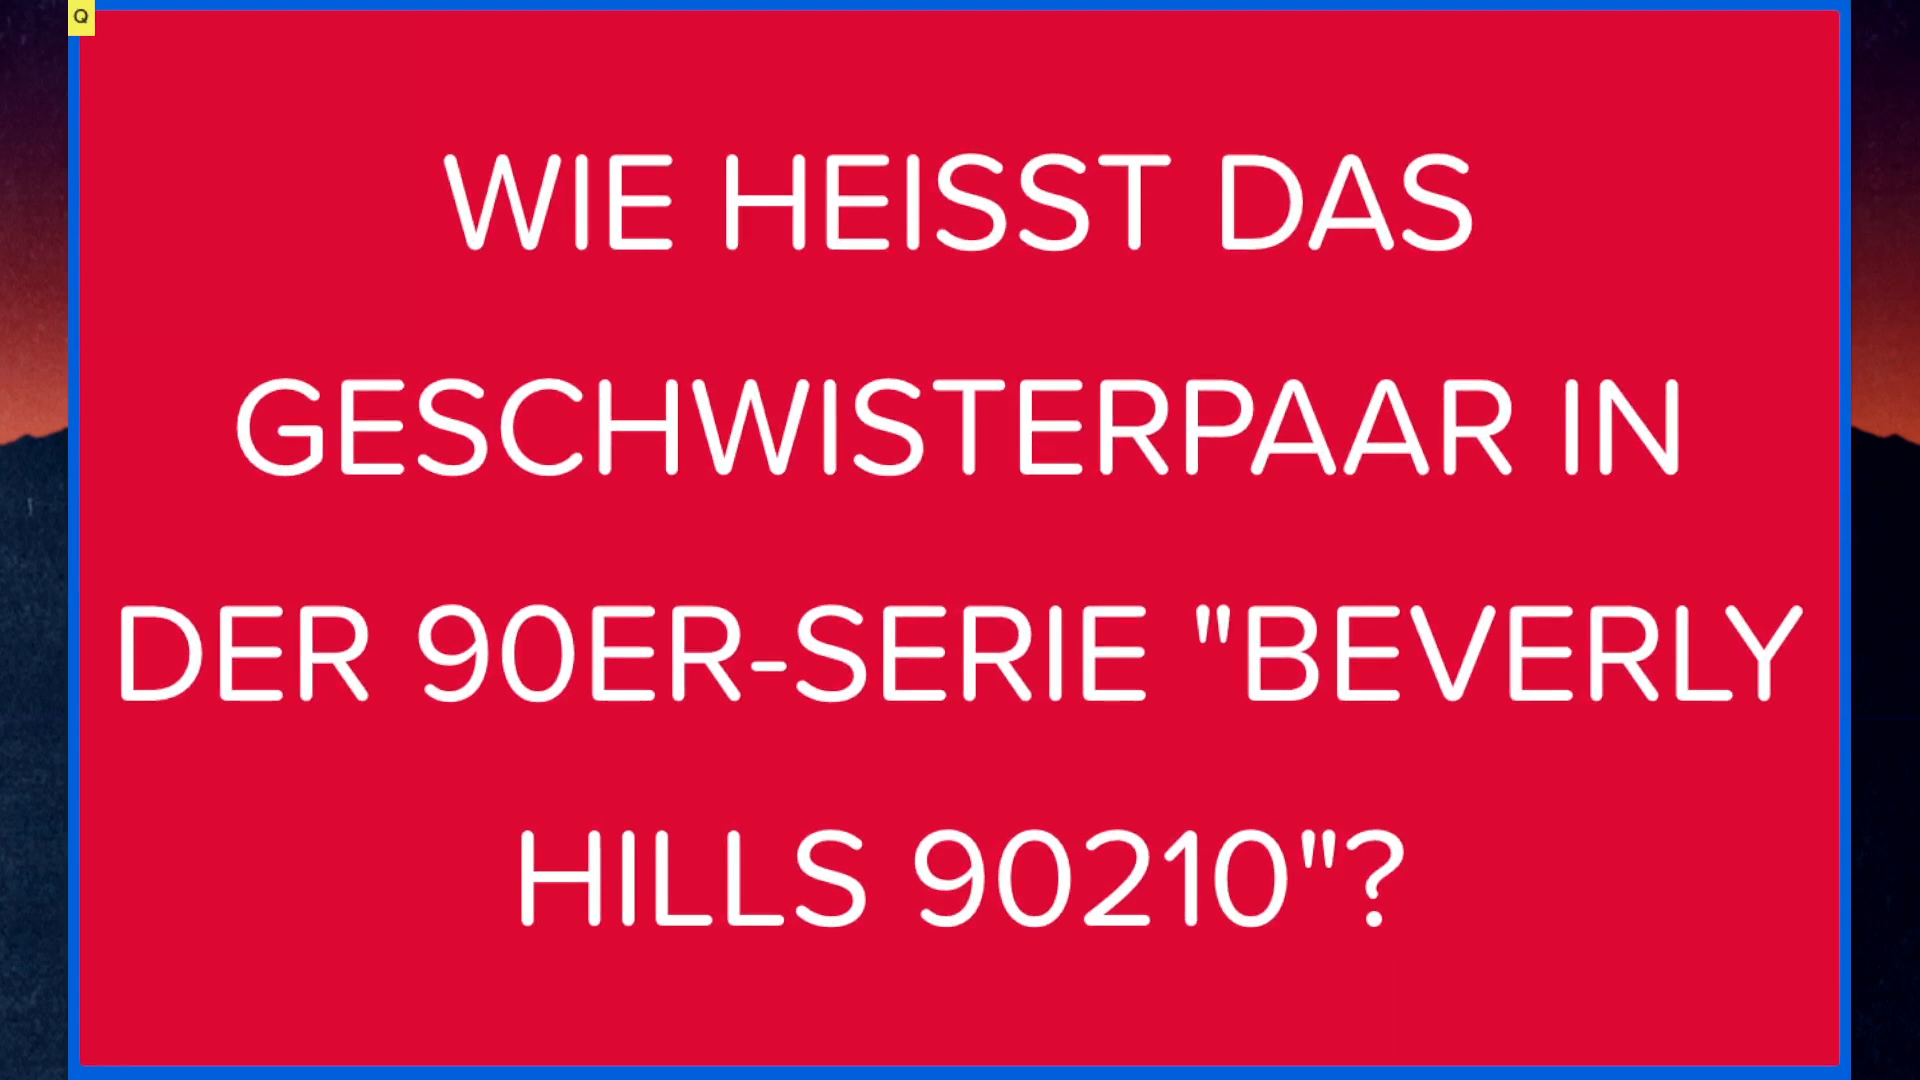 Q
WIE HEISST DAS
GESCHWISTERPAAR IN
DER 90ER-SERIE "BEVERLY
HILLS 90210"?